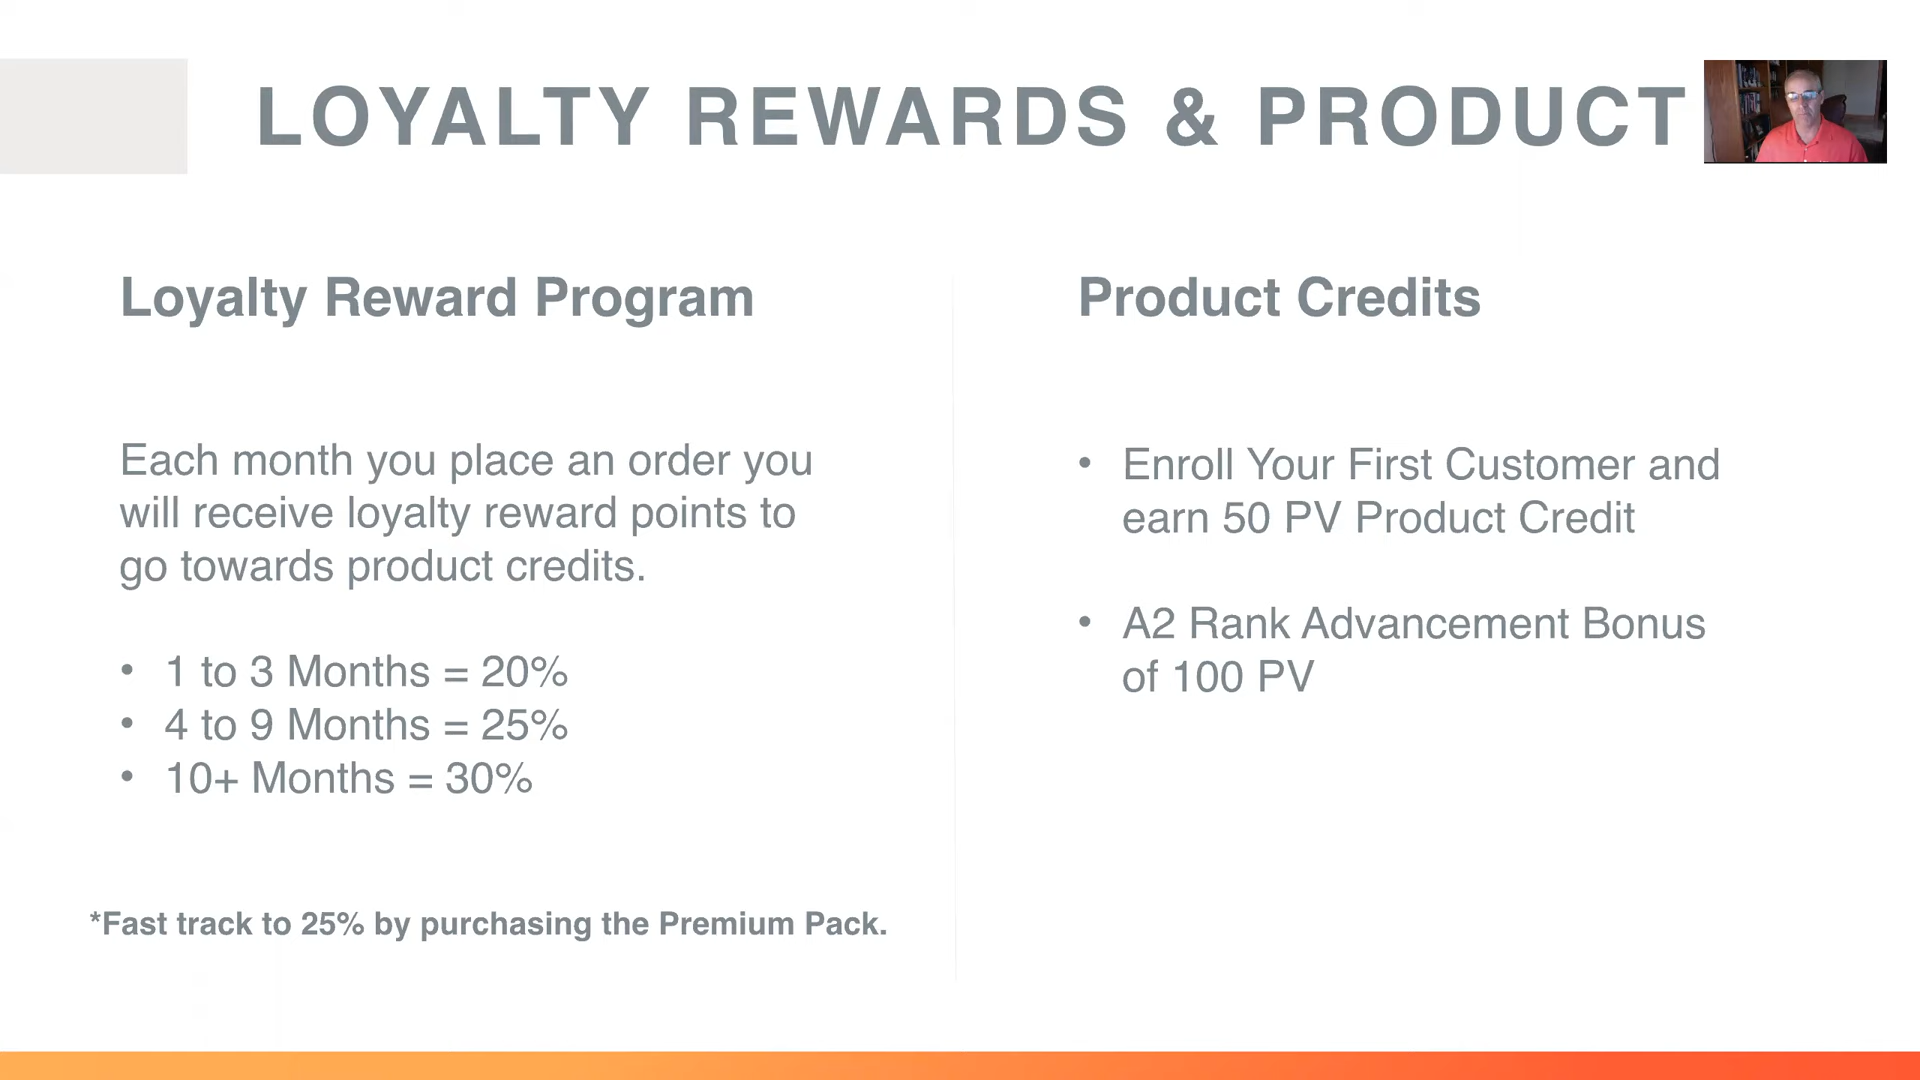 LOYALTY REWARDS & PRODUCT
Loyalty Reward Program
Each month you place an order you
will receive loyalty reward points to
go towards product credits.
• 1 to 3 Months = 20%
• 4 to 9 Months = 25%
• 10+ Months = 30%
*Fast track to 25% by purchasing the Premium Pack.
Product Credits
• Enroll Your First Customer and
earn 50 PV Product Credit
• A2 Rank Advancement Bonus
of 100 PV